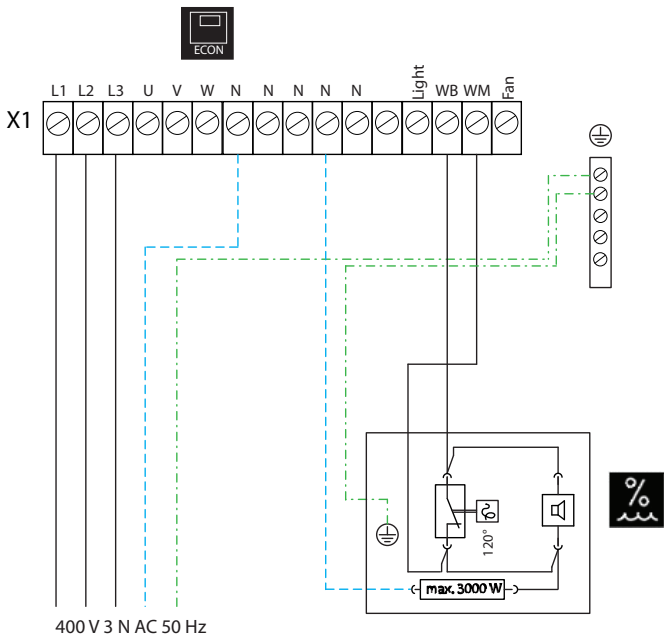 ECON
L1 L2 L3 U V W N N N N N Light WB WM Fan
X1
%
120°
max. 3000 W
400 V 3 N AC 50 Hz